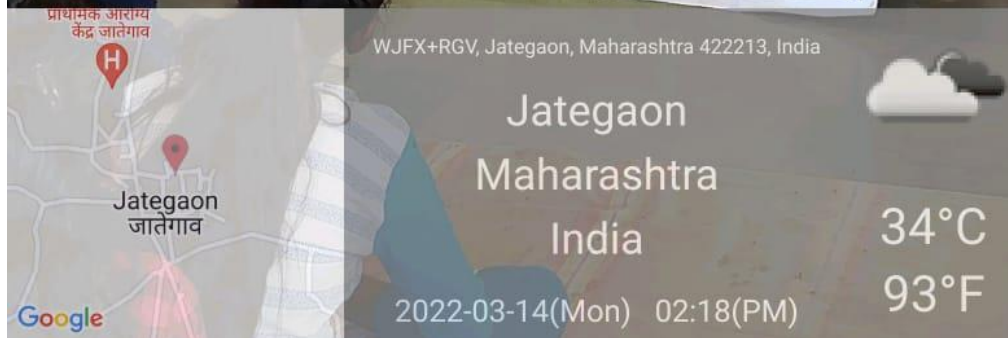 प्राथमिक आरोग्य
केंद्र जातेगाव
H
Jategaon
जातेगाव
Google
WJFX+RGV, Jategaon, Maharashtra 422213, India
Jategaon
Maharashtra
India
2022-03-14(Mon) 02:18(PM)
34°C
93°F